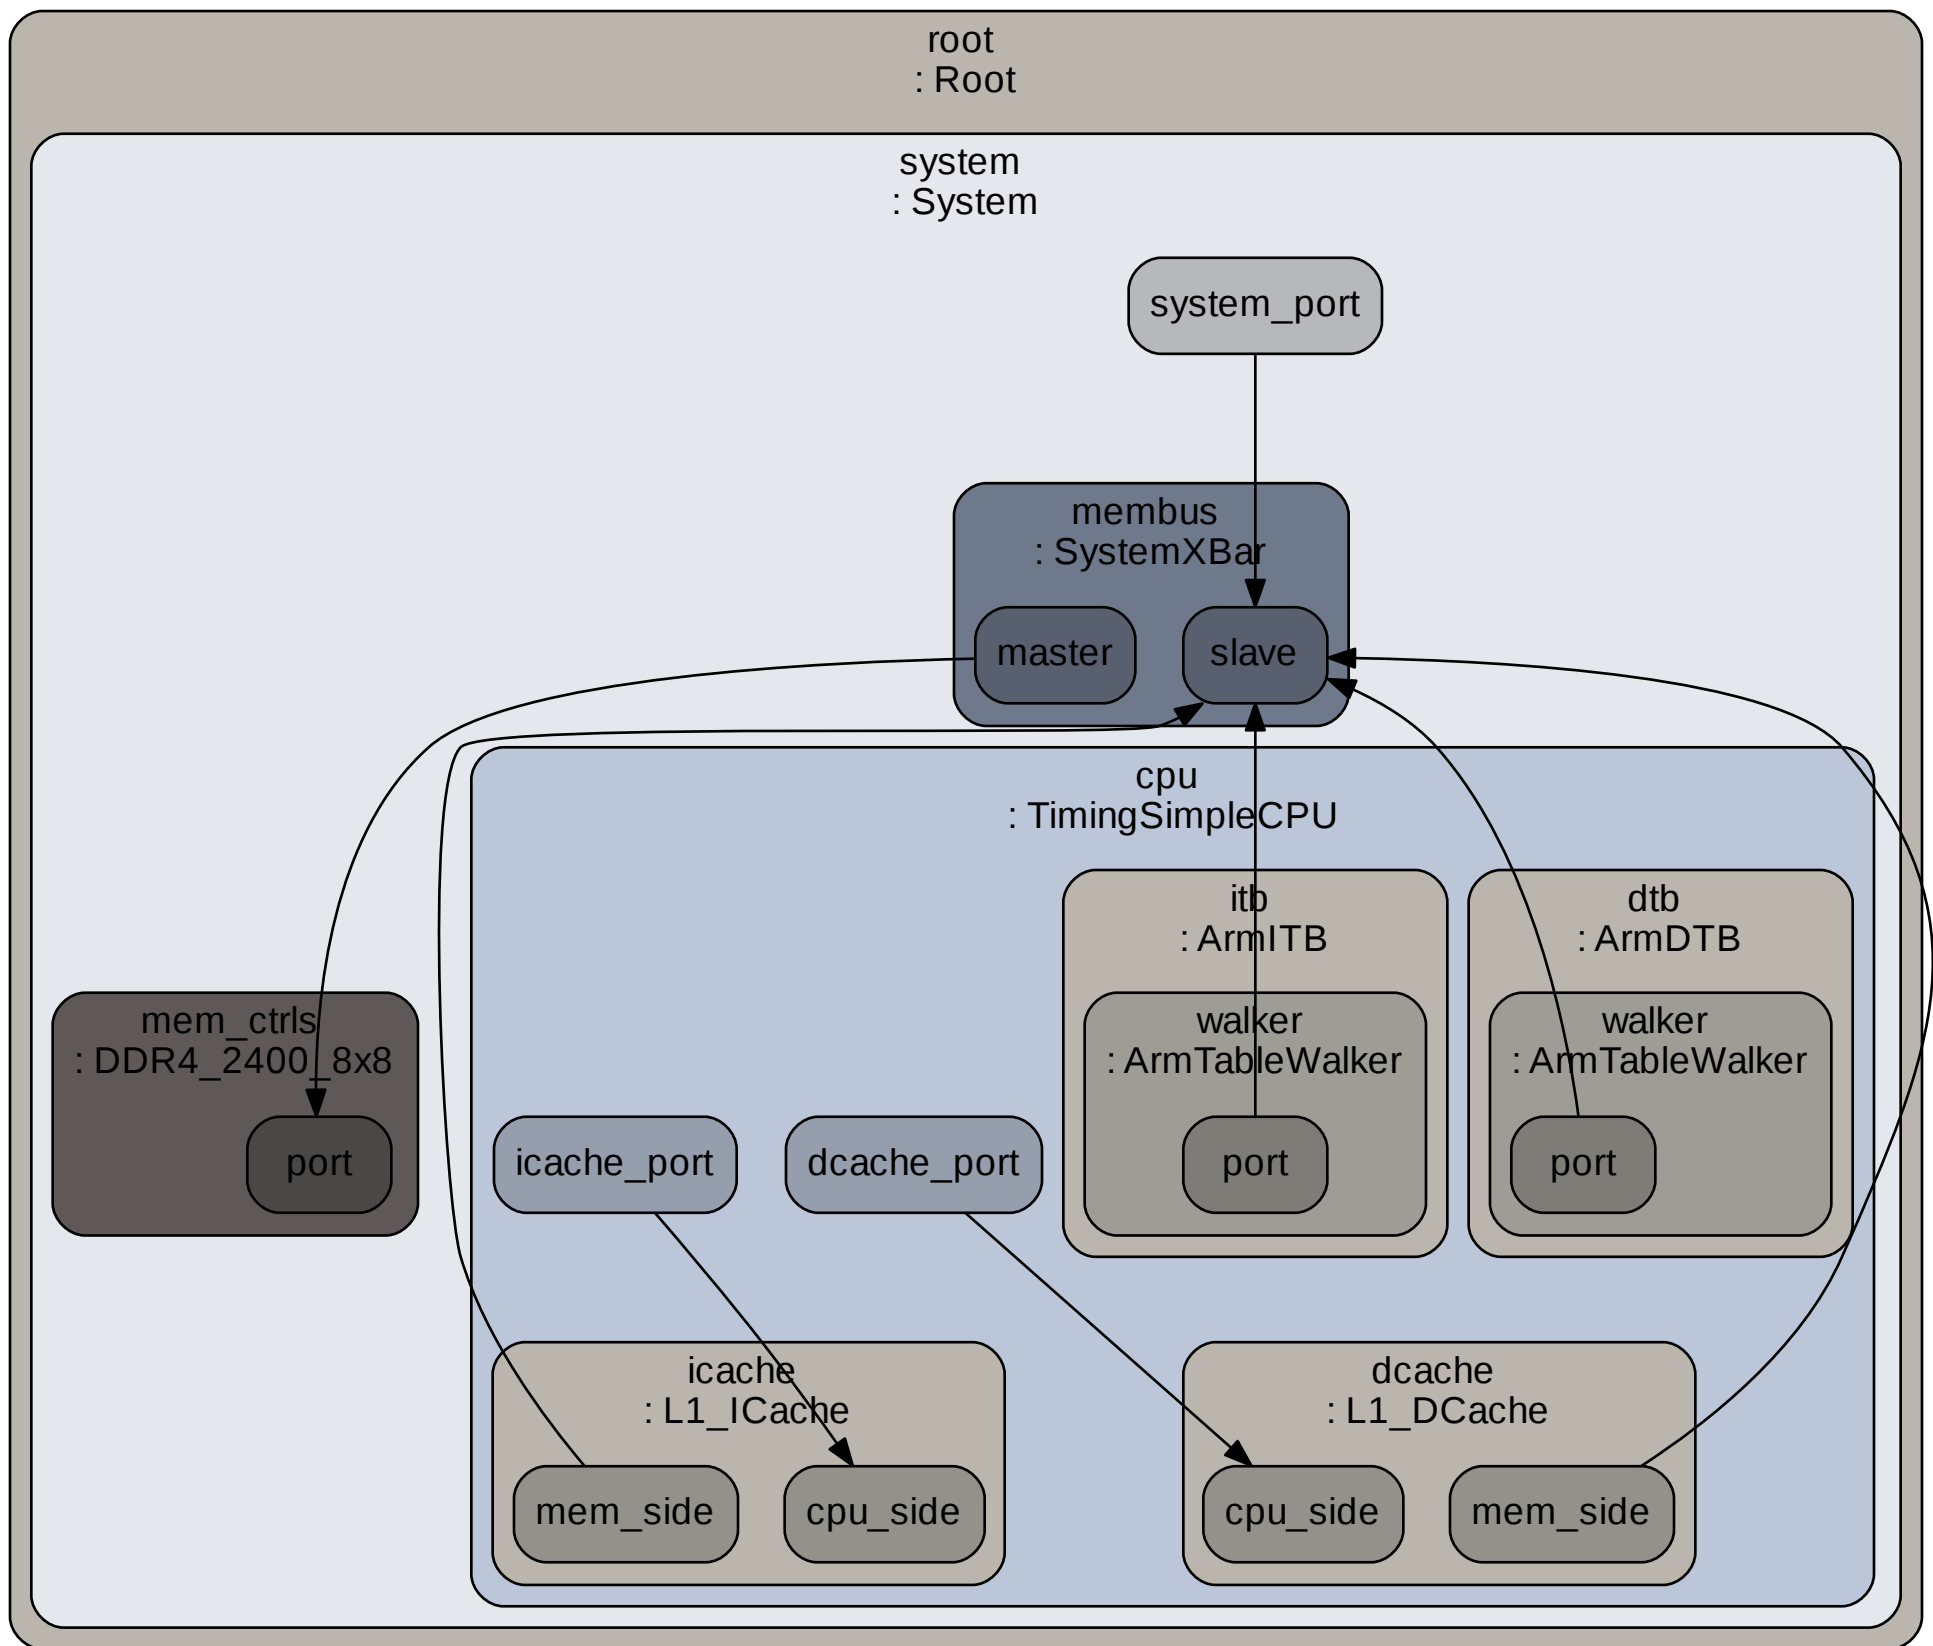 root
: Root
system
: System
system_port
membus
: SystemXBar
master
slave
cpu
: TimingSimpleCPU
itb
: ArmITB
dtb
: ArmDTB
mem_ctrls
: DDR4_2400_8x8
port
walker
: ArmTableWalker
port
walker
: ArmTableWalker
port
icache_port
dcache_port
icache
: L1_ICache
mem_side
cpu_side
dcache
: L1_DCache
cpu_side
mem_side